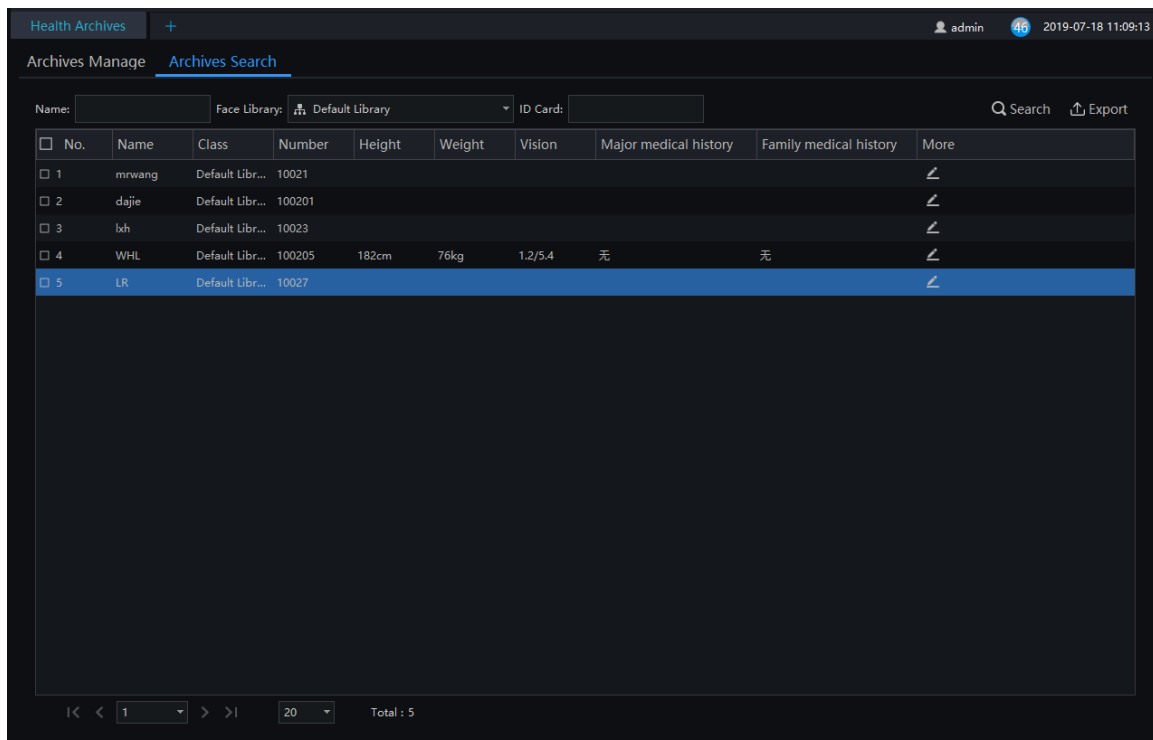 Health Archives + admin 46 2019-07-18 11:09:13
Archives Manage Archives Search
Name: Face Library: Default Library ID Card: Search Export
No. Name Class Number Height Weight Vision Major medical history Family medical history More
1 mrwang Default Libr... 10021
2 dajie Default Libr... 100201
3 lxh Default Libr... 10023
4 WHL Default Libr... 100205 182cm 76kg 1.2/5.4 无 无
5 LR Default Libr... 10027
1 20 Total : 5